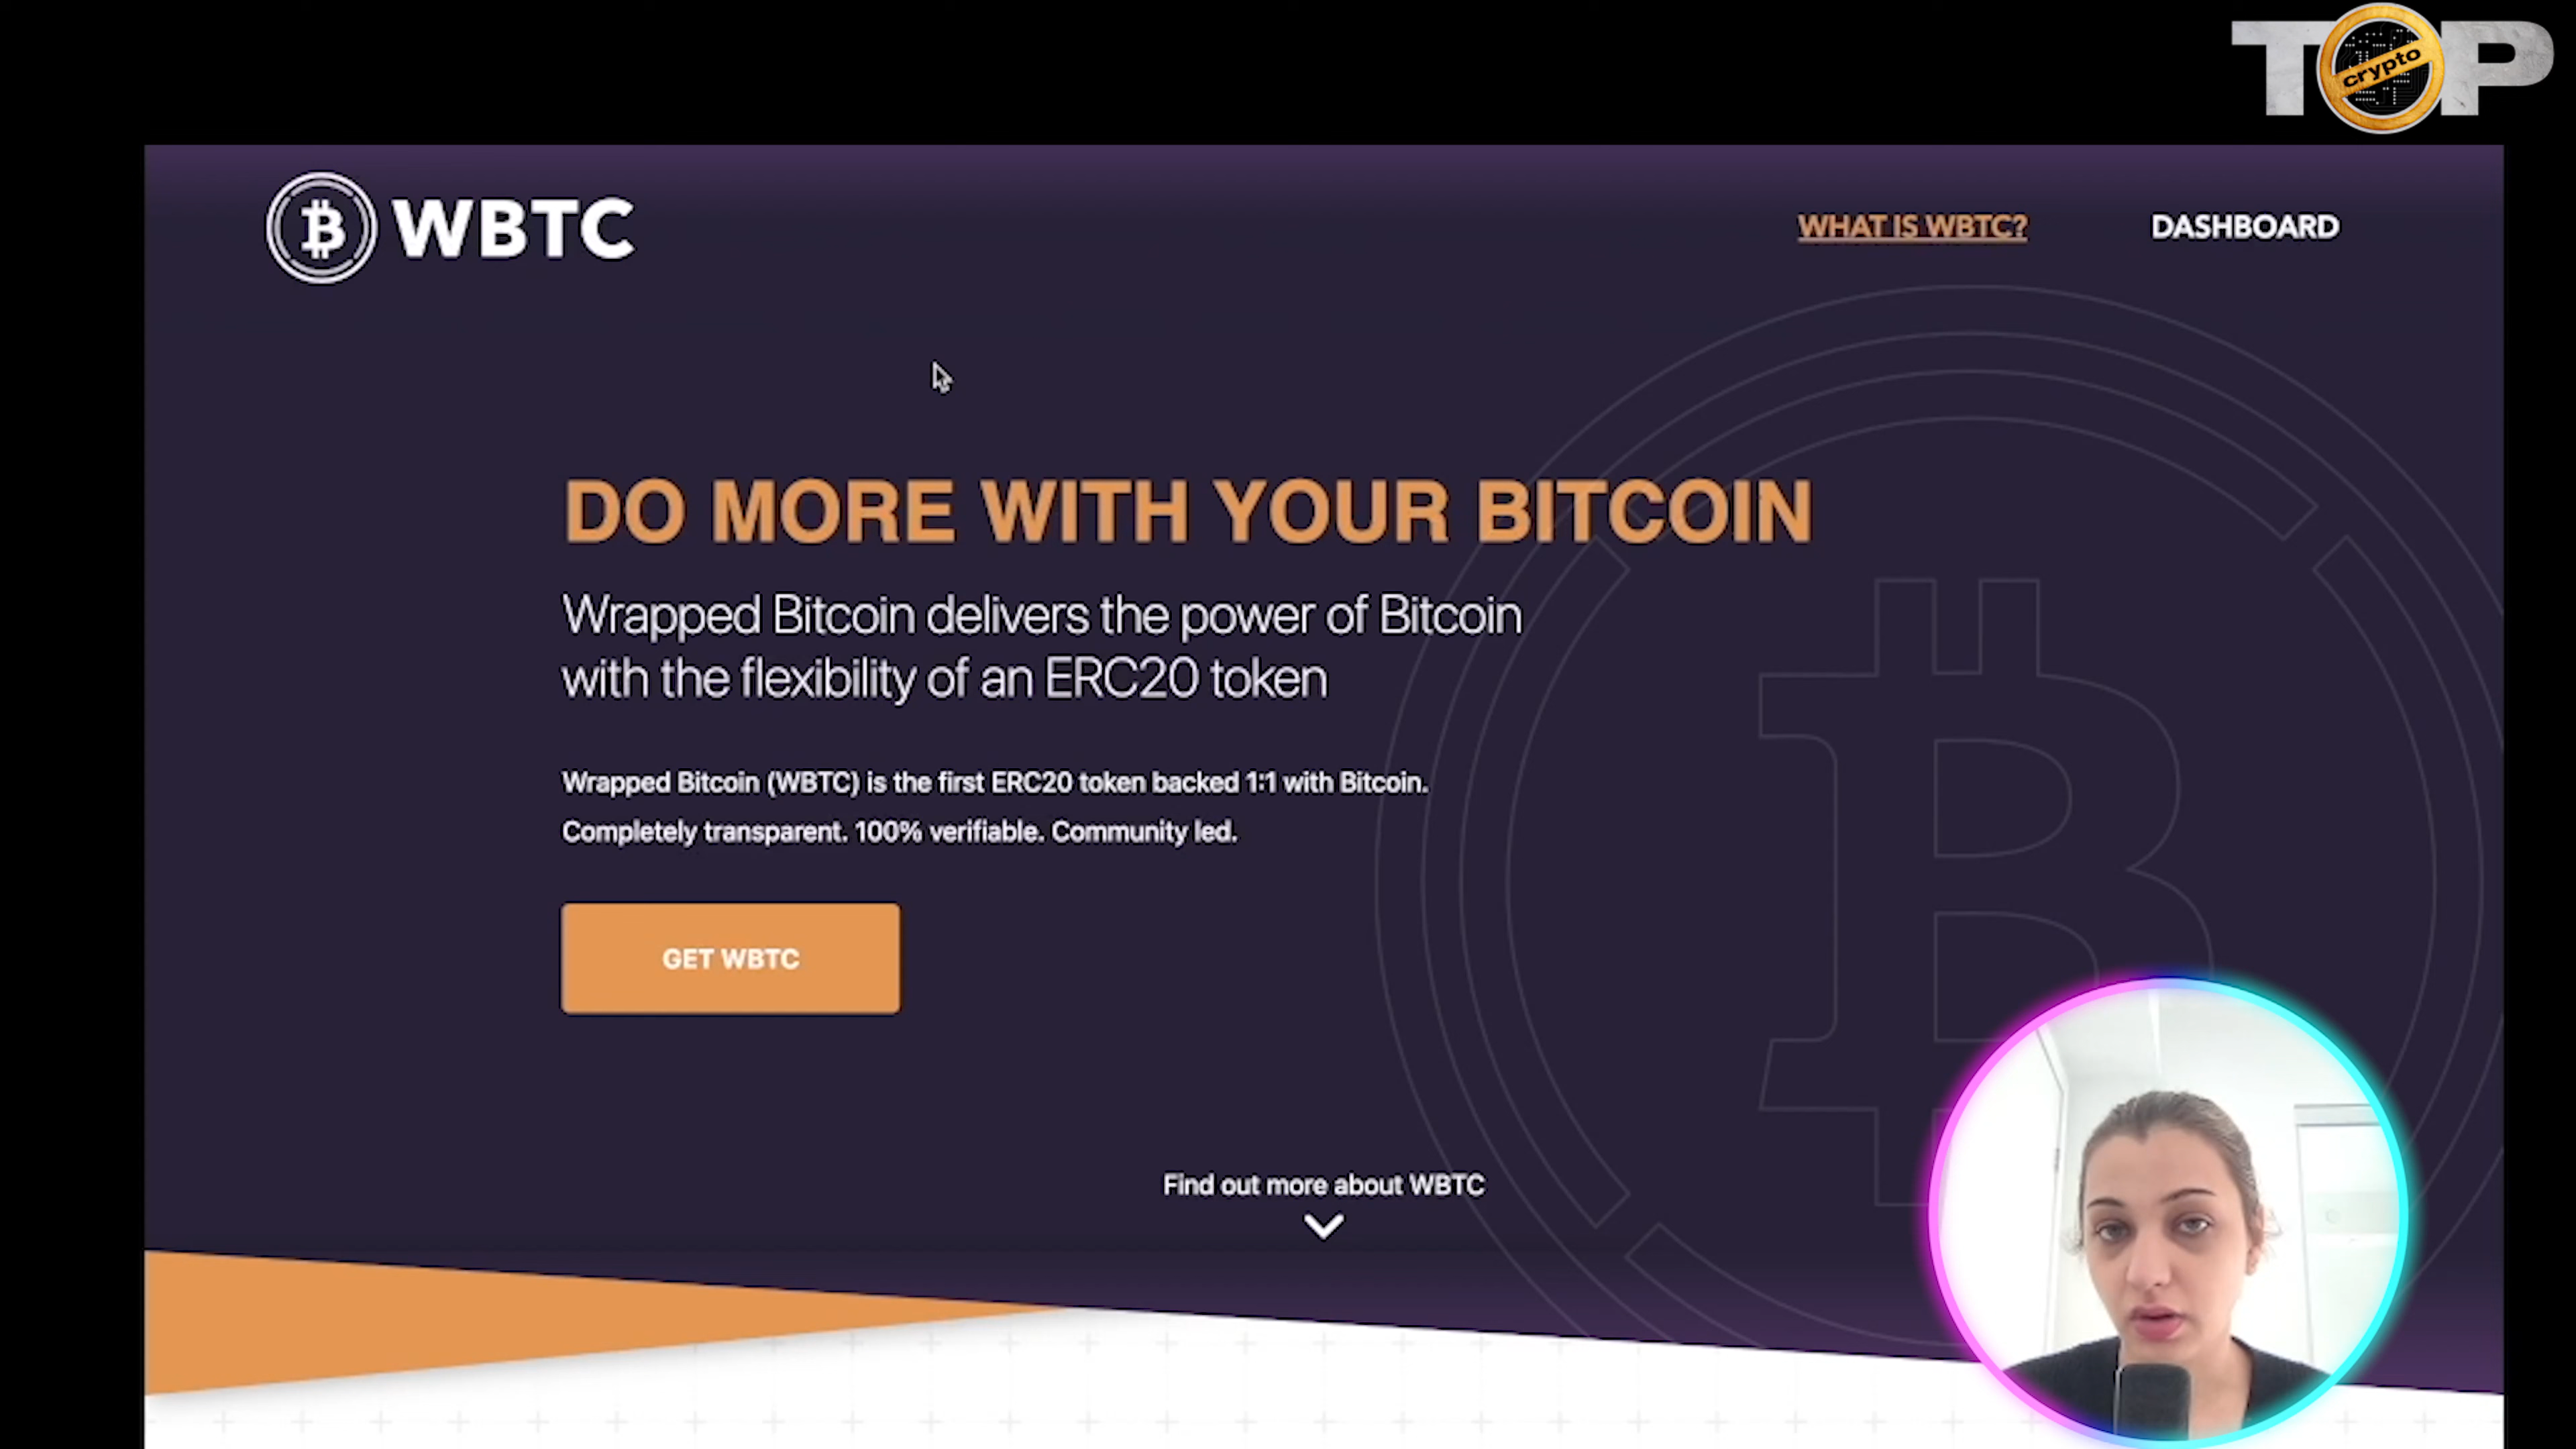 TOP
crypto
WBTC
WHAT IS WBTC?
DASHBOARD
DO MORE WITH YOUR BITCOIN
Wrapped Bitcoin delivers the power of Bitcoin
with the flexibility of an ERC20 token
Wrapped Bitcoin (WBTC) is the first ERC20 token backed 1:1 with Bitcoin.
Completely transparent. 100% verifiable. Community led.
GET WBTC
Find out more about WBTC